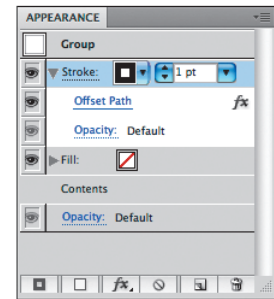 APPEARANCE
Group
Stroke: 1 pt
Offset Path fx
Opacity: Default
Fill:
Contents
Opacity: Default
fx